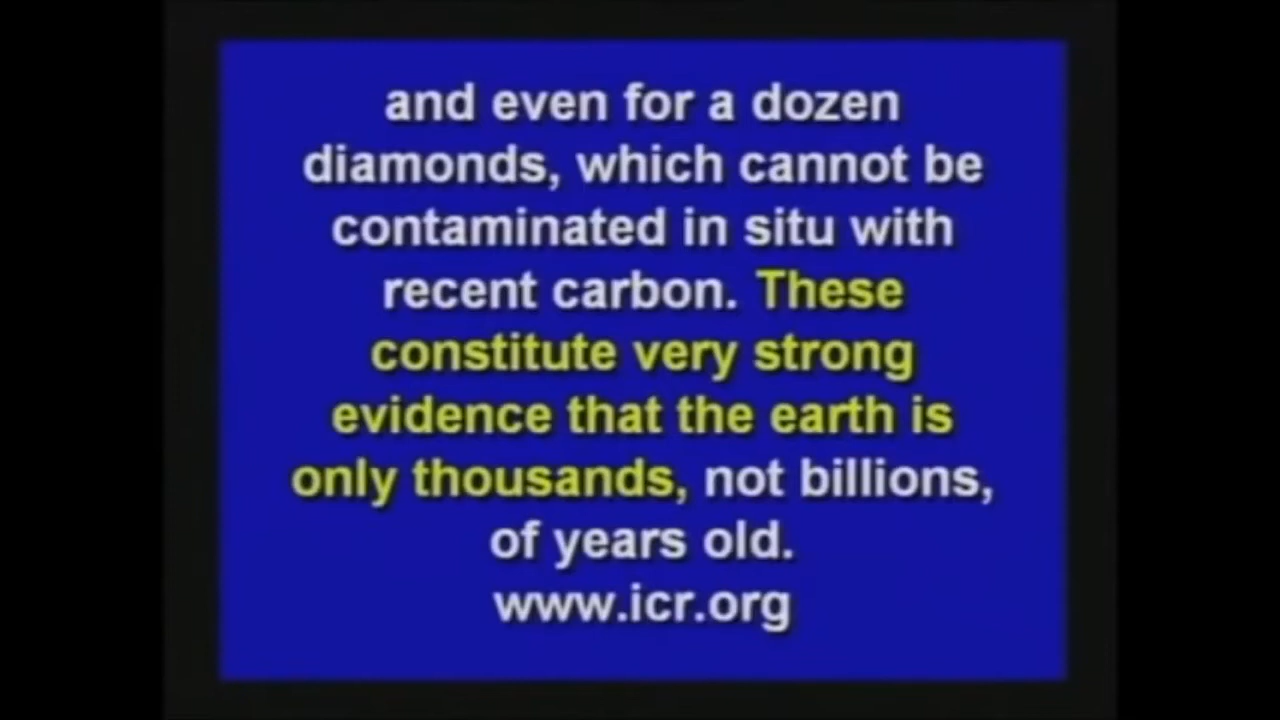 and even for a dozen
diamonds, which cannot be
contaminated in situ with
recent carbon. These
constitute very strong
evidence that the earth is
only thousands, not billions,
of years old.
www.icr.org